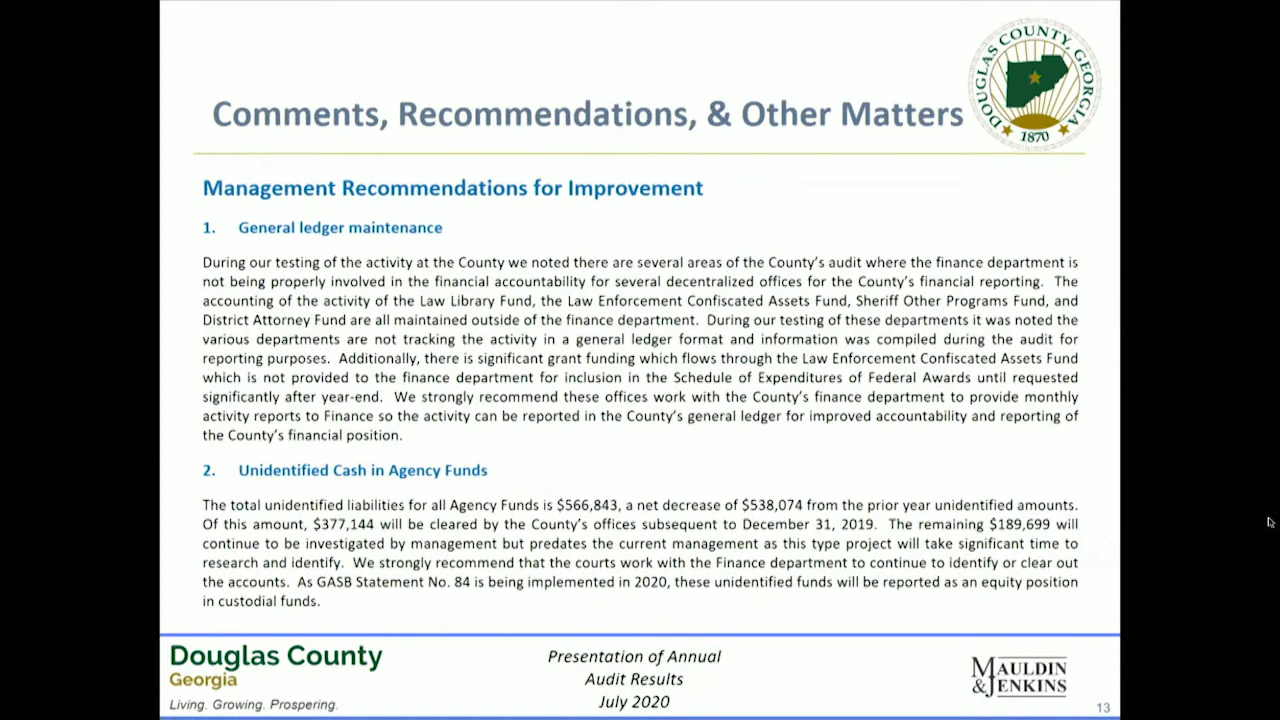 Comments, Recommendations, & Other Matters
DOUGLAS COUNTY, GEORGIA
1870
Management Recommendations for Improvement
1. General ledger maintenance
During our testing of the activity at the County we noted there are several areas of the County's audit where the finance department is
not being properly involved in the financial accountability for several decentralized offices for the County's financial reporting. The
accounting of the activity of the Law Library Fund, the Law Enforcement Confiscated Assets Fund, Sheriff Other Programs Fund, and
District Attorney Fund are all maintained outside of the finance department. During our testing of these departments it was noted the
various departments are not tracking the activity in a general ledger format and information was compiled during the audit for
reporting purposes. Additionally, there is significant grant funding which flows through the Law Enforcement Confiscated Assets Fund
which is not provided to the finance department for inclusion in the Schedule of Expenditures of Federal Awards until requested
significantly after year-end. We strongly recommend these offices work with the County's finance department to provide monthly
activity reports to Finance so the activity can be reported in the County's general ledger for improved accountability and reporting of
the County's financial position.
2. Unidentified Cash in Agency Funds
The total unidentified liabilities for all Agency Funds is $566,843, a net decrease of $538,074 from the prior year unidentified amounts.
Of this amount, $377,144 will be cleared by the County's offices subsequent to December 31, 2019. The remaining $189,699 will
continue to be investigated by management but predates the current management as this type project will take significant time to
research and identify. We strongly recommend that the courts work with the Finance department to continue to identify or clear out
the accounts. As GASB Statement No. 84 is being implemented in 2020, these unidentified funds will be reported as an equity position
in custodial funds.
Douglas County
Georgia
Living. Growing. Prospering.
Presentation of Annual
Audit Results
July 2020
MAULDIN
& JENKINS
13